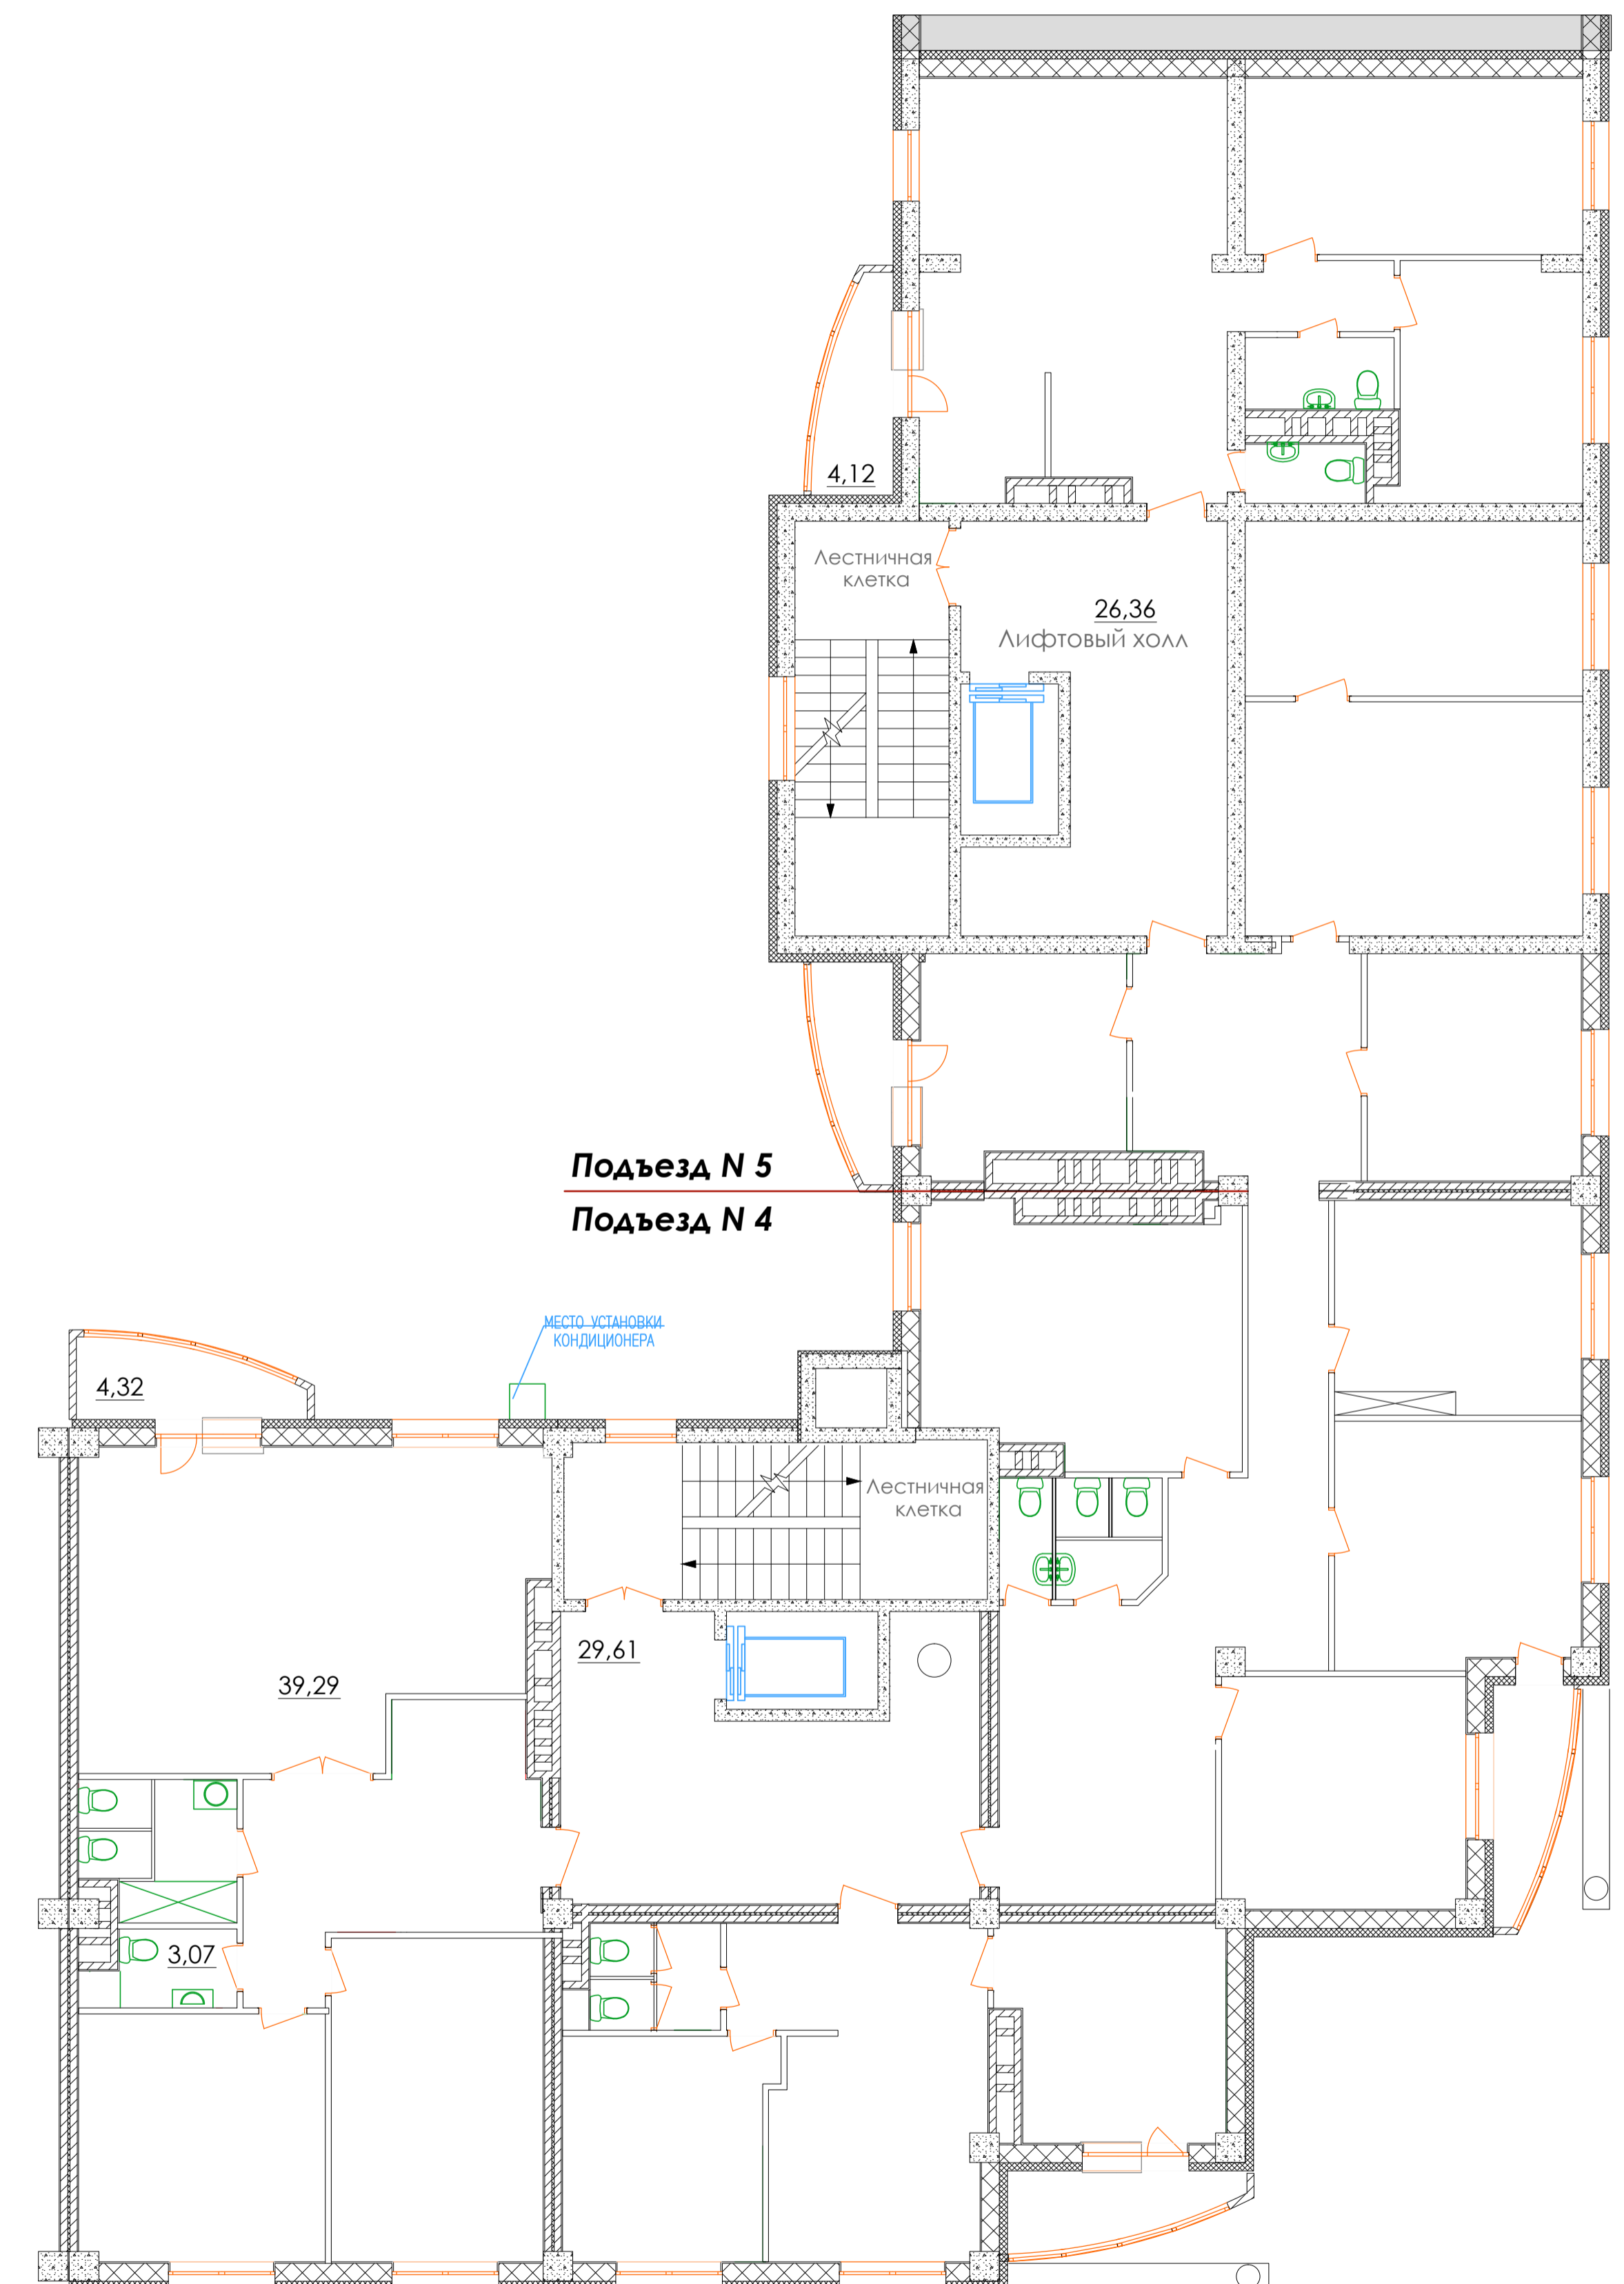 4,12
Лестничная
клетка
26,36
Лифтовый холл
Подъезд N 5
Подъезд N 4
МЕСТО УСТАНОВКИ
КОНДИЦИОНЕРА
4,32
Лестничная
клетка
29,61
39,29
3,07